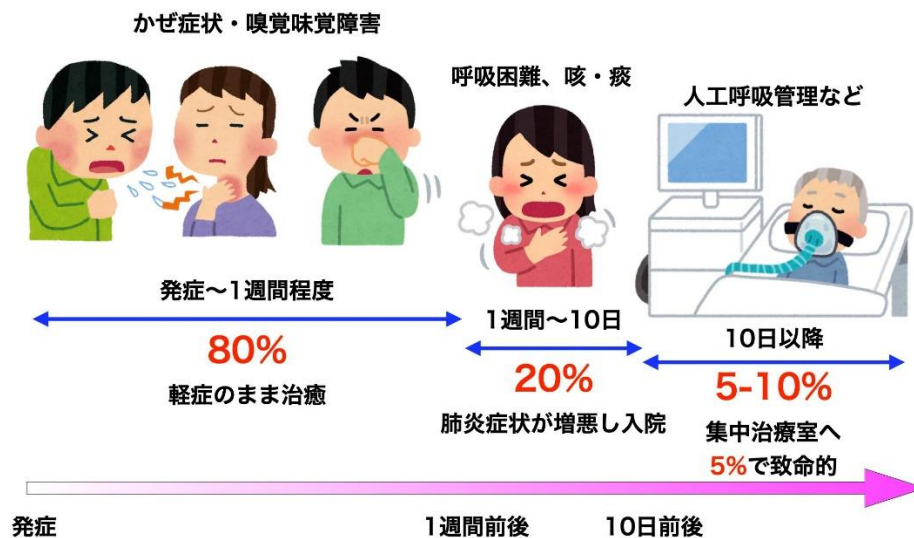 かぜ症状・嗅覚味覚障害
呼吸困難、咳・痰
人工呼吸管理など
発症〜1週間程度
80%
軽症のまま治癒
1週間〜10日
20%
肺炎症状が増悪し入院
10日以降
5-10%
集中治療室へ
5%で致命的
発症
1週間前後
10日前後